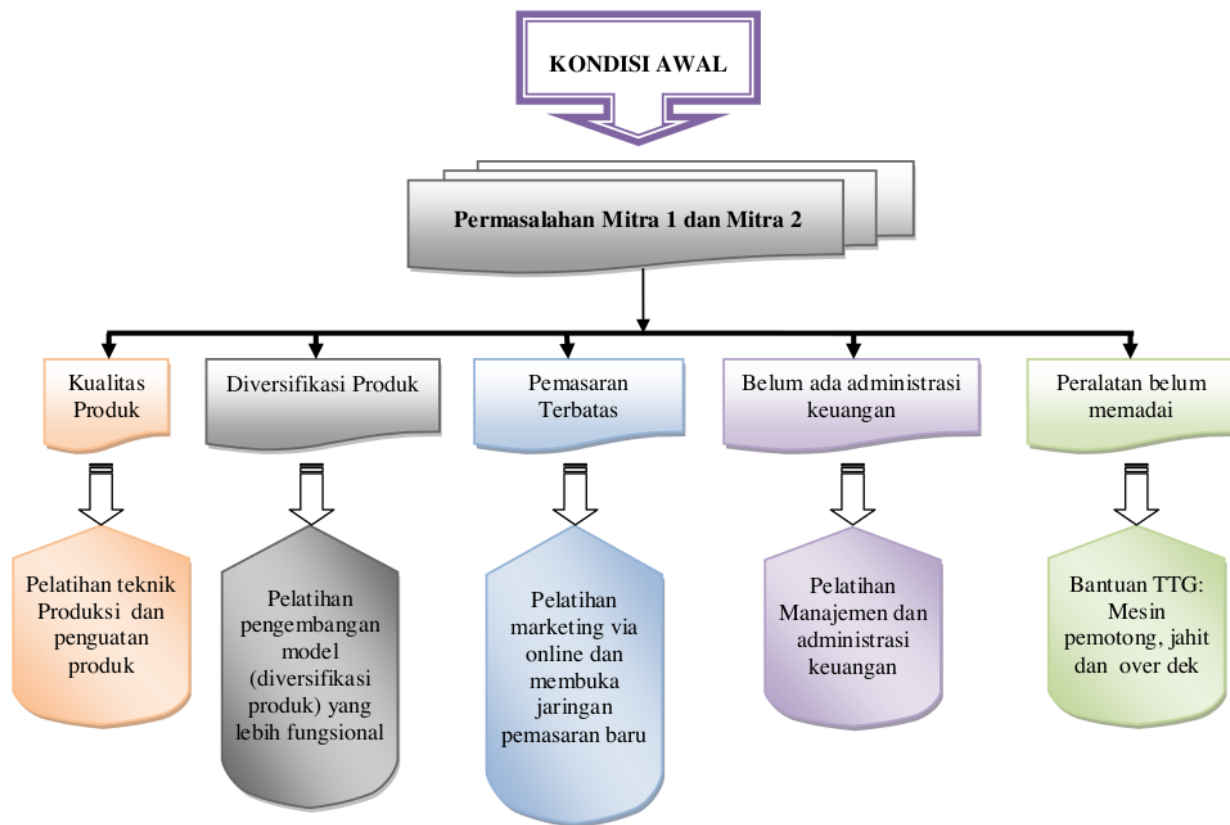 KONDISI AWAL
Permasalahan Mitra 1 dan Mitra 2
Kualitas
Produk
Diversifikasi Produk
Pemasaran
Terbatas
Belum ada administrasi
keuangan
Peralatan belum
memadai
Pelatihan teknik
Produksi dan
penguatan
produk
Pelatihan
pengembangan
model
(diversifikasi
produk) yang
lebih fungsional
Pelatihan
marketing via
online dan
membuka
jaringan
pemasaran baru
Pelatihan
Manajemen dan
administrasi
keuangan
Bantuan TTG:
Mesin
pemotong, jahit
dan over dek